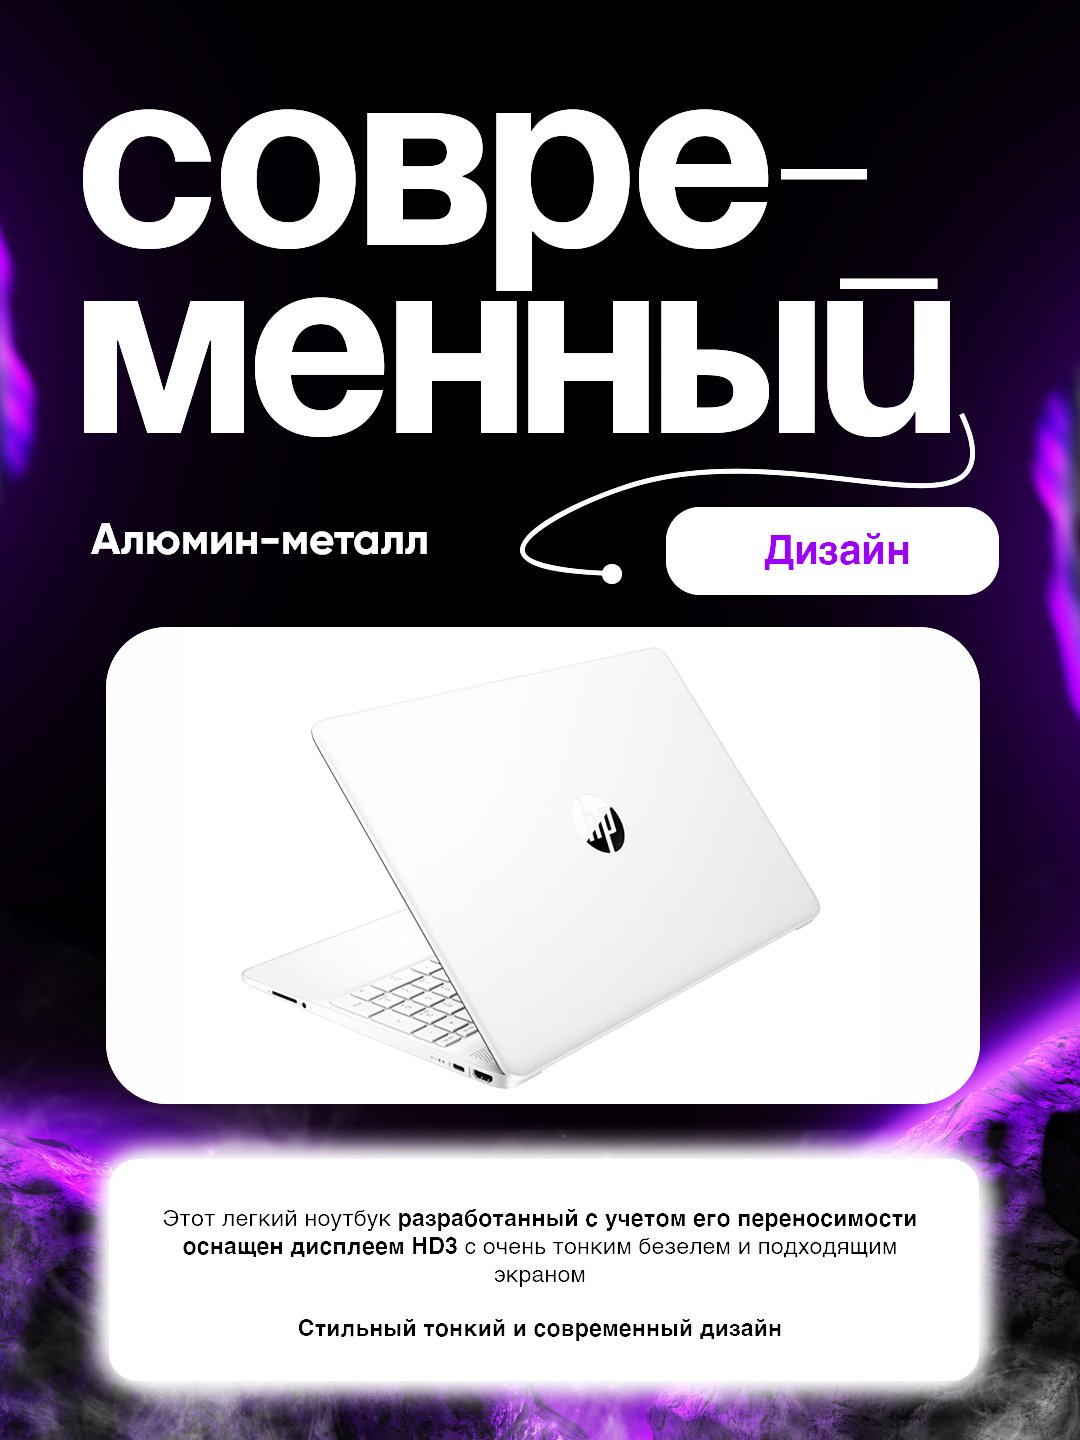 совре-
менный
Алюмин-металл
Дизайн
hp
Этот легкий ноутбук разработанный с учетом его переносимости
оснащен дисплеем HD3 с очень тонким безелем и подходящим
экраном
Стильный тонкий и современный дизайн